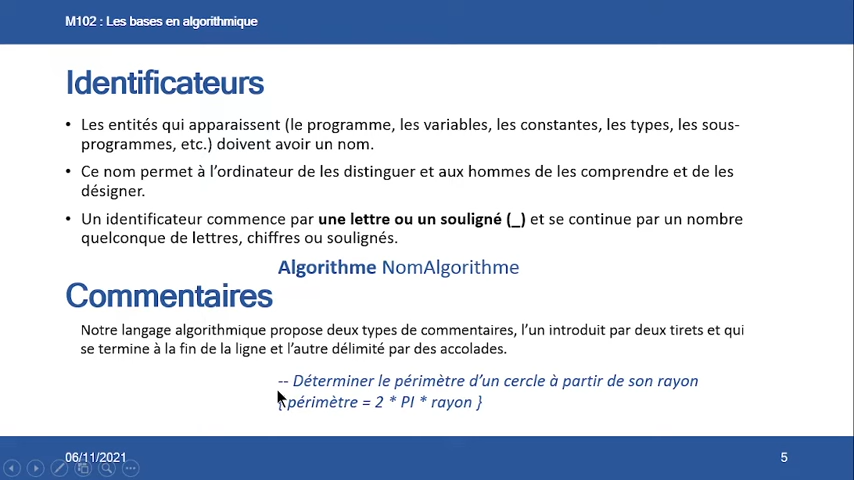 M102 : Les bases en algorithmique
Identificateurs
• Les entités qui apparaissent (le programme, les variables, les constantes, les types, les sous-
programmes, etc.) doivent avoir un nom.
• Ce nom permet à l'ordinateur de les distinguer et aux hommes de les comprendre et de les
désigner.
• Un identificateur commence par une lettre ou un souligné (_) et se continue par un nombre
quelconque de lettres, chiffres ou soulignés.
Algorithme NomAlgorithme
Commentaires
Notre langage algorithmique propose deux types de commentaires, l'un introduit par deux tirets et qui
se termine à la fin de la ligne et l'autre délimité par des accolades.
-- Déterminer le périmètre d'un cercle à partir de son rayon
{ périmètre = 2 * PI * rayon }
06/11/2021
5